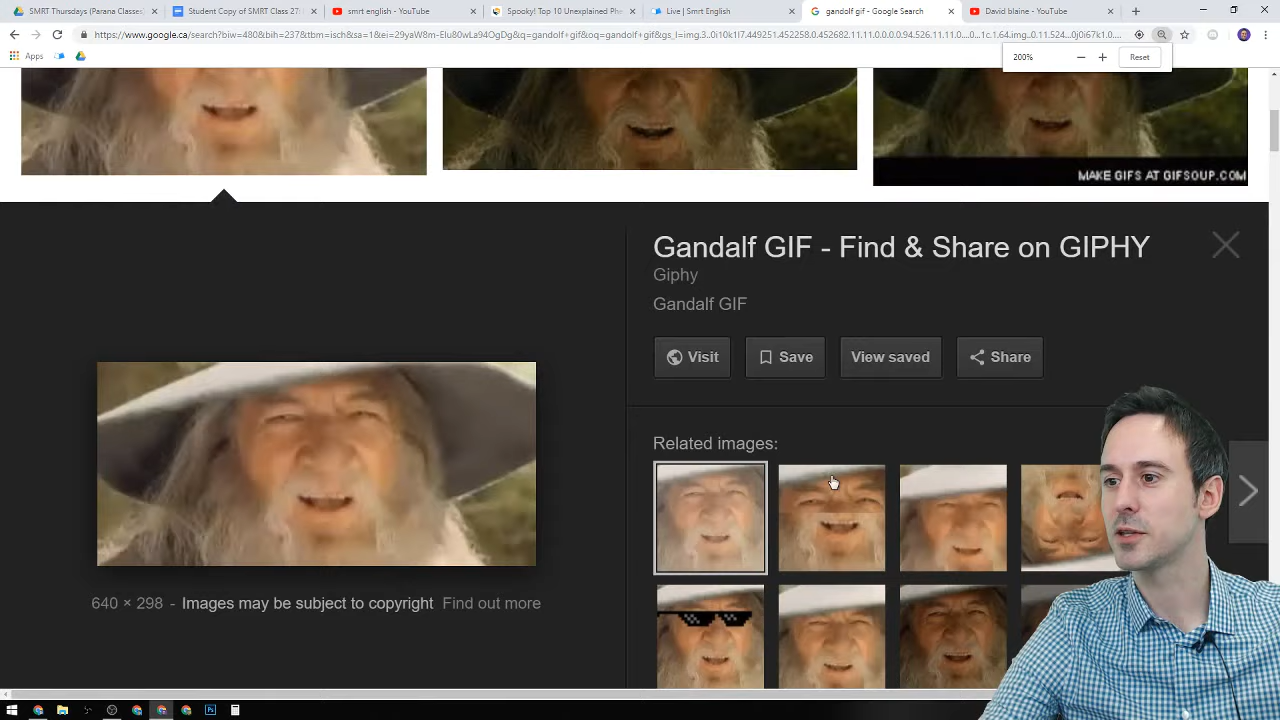 SMRT Thursdays (Parana Classes
Student Copy of SMRT Class 27:
smrt english - YouTube
Spooky! Top 10 Unexplained Phe
Live | Smrt English
gandolf gif - Google Search
David blaine - YouTube
Apps
200%
Reset
MAKE GIFS AT GIFSOUP.COM
Gandalf GIF - Find & Share on GIPHY
Giphy
Gandalf GIF
Visit
Save
View saved
Share
Related images:
640 × 298 - Images may be subject to copyright Find out more